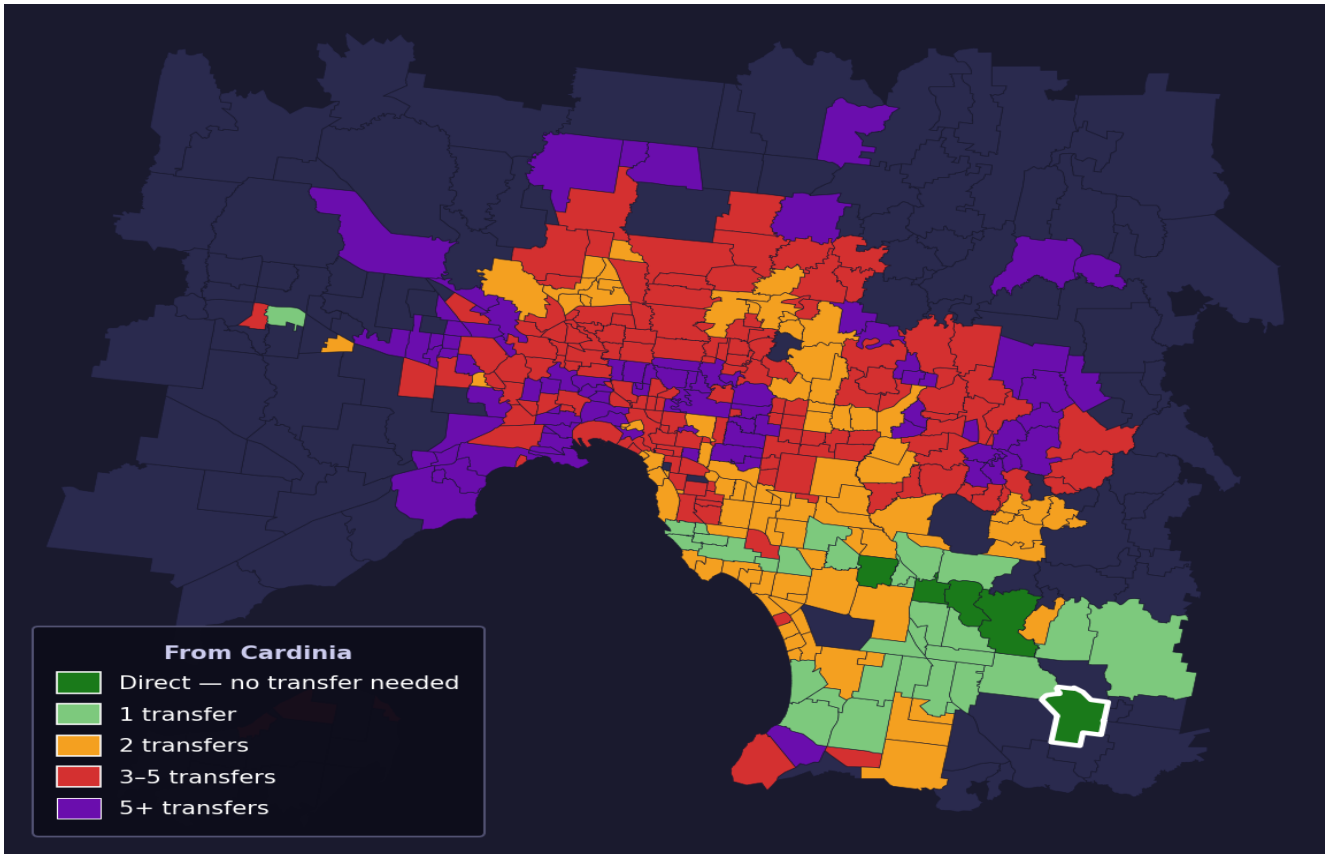 From Cardinia
Direct — no transfer needed
1 transfer
2 transfers
3–5 transfers
5+ transfers